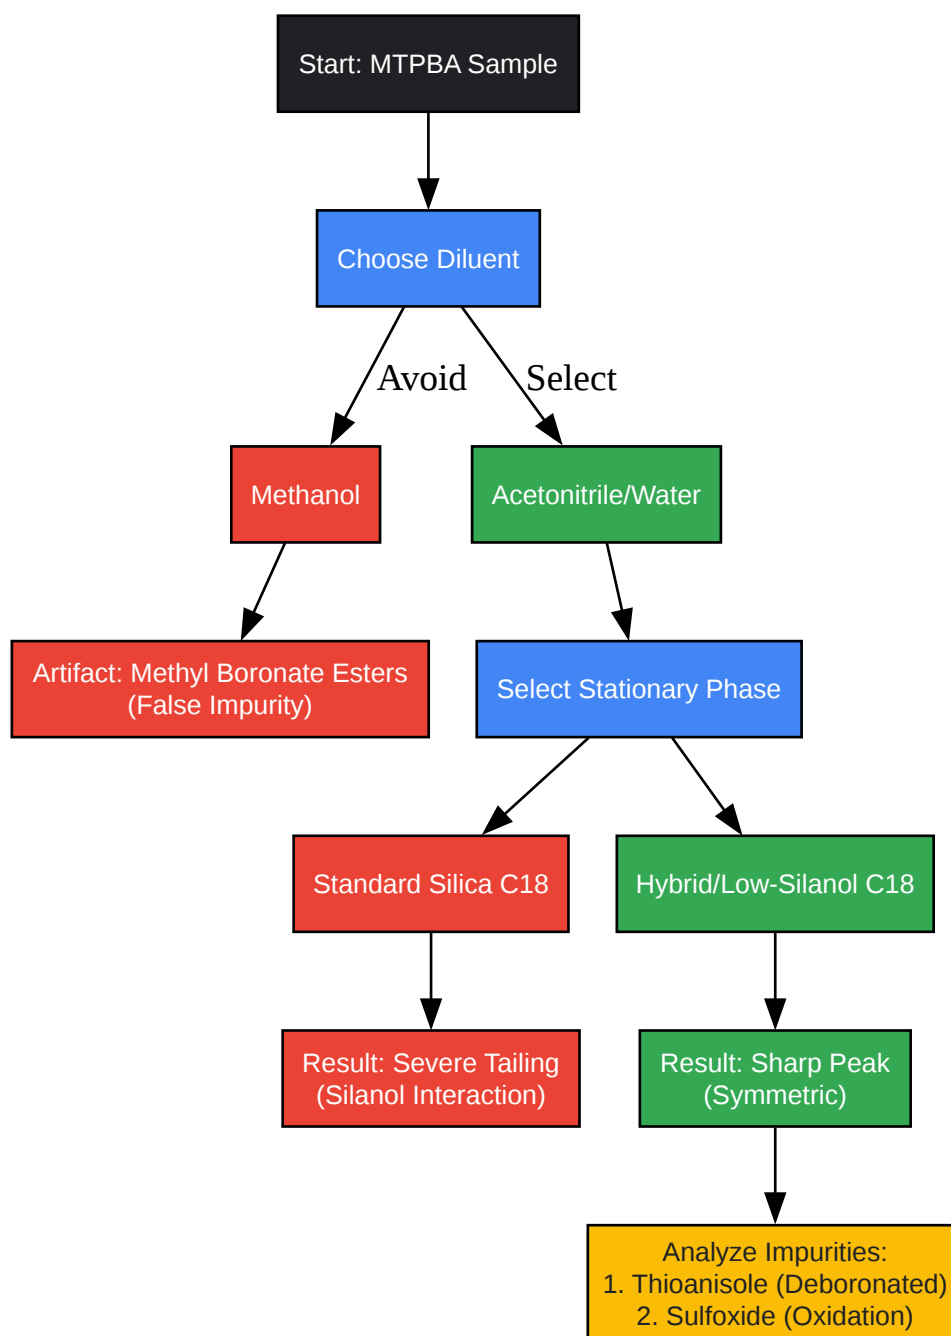 Start: MTPBA Sample
Choose Diluent
Avoid
Select
Methanol
Acetonitrile/Water
Artifact: Methyl Boronate Esters
(False Impurity)
Select Stationary Phase
Standard Silica C18
Hybrid/Low-Silanol C18
Result: Severe Tailing
(Silanol Interaction)
Result: Sharp Peak
(Symmetric)
Analyze Impurities:
1. Thioanisole (Deboronated)
2. Sulfoxide (Oxidation)